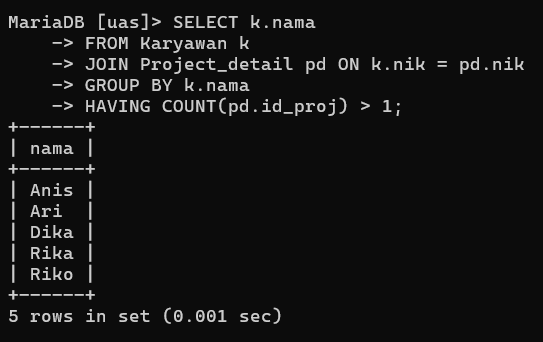 MariaDB [uas]> SELECT k.nama
    -> FROM Karyawan k
    -> JOIN Project_detail pd ON k.nik = pd.nik
    -> GROUP BY k.nama
    -> HAVING COUNT(pd.id_proj) > 1;
+------+
| nama |
+------+
| Anis |
| Ari  |
| Dika |
| Rika |
| Riko |
+------+
5 rows in set (0.001 sec)